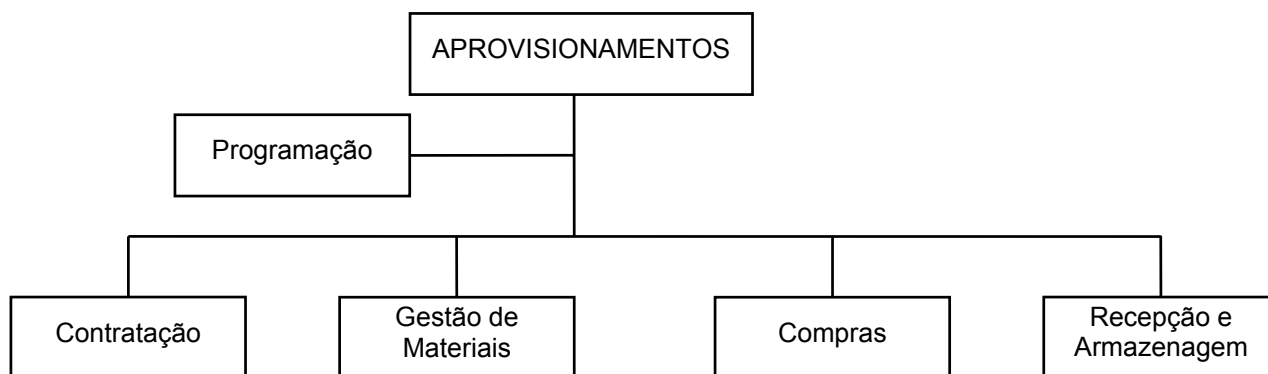 APROVISIONAMENTOS
Programação
Contratação
Gestão de
Materiais
Compras
Recepção e
Armazenagem